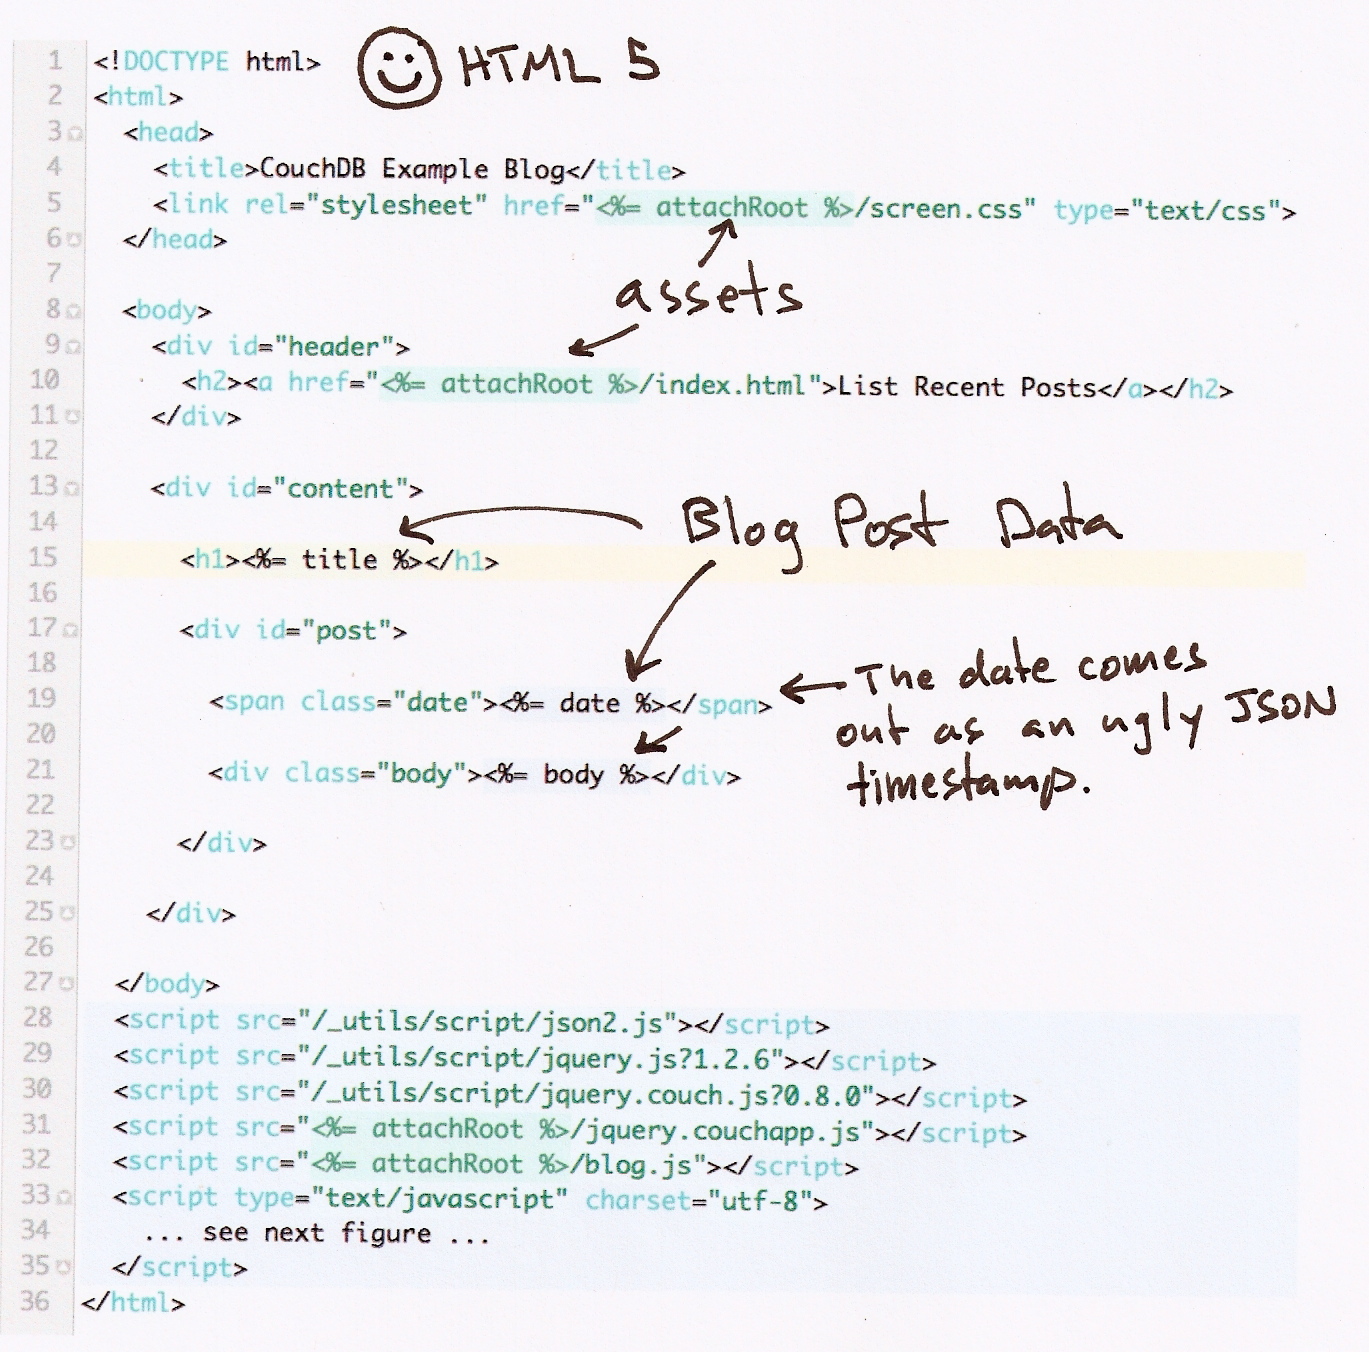 1 <!DOCTYPE html> HTML 5
2 <html>
3 <head>
4 <title>CouchDB Example Blog</title>
5 <link rel="stylesheet" href="<%= attachRoot %>/screen.css" type="text/css">
6 </head>
7
assets
8 <body>
9 <div id="header">
10 <h2><a href="<%= attachRoot %>/index.html">List Recent Posts</a></h2>
11 </div>
12
13 <div id="content">
14
Blog Post Data
15 <h1><%= title %></h1>
16
17 <div id="post">
18
19 <span class="date"><%= date %></span>
The date comes
out as an ugly JSON
timestamp.
20
21 <div class="body"><%= body %></div>
22
23 </div>
24
25 </div>
26
27 </body>
28 <script src="/_utils/script/json2.js"></script>
29 <script src="/_utils/script/jquery.js?1.2.6"></script>
30 <script src="/_utils/script/jquery.couch.js?0.8.0"></script>
31 <script src="<%= attachRoot %>/jquery.couchapp.js"></script>
32 <script src="<%= attachRoot %>/blog.js"></script>
33 <script type="text/javascript" charset="utf-8">
34 ... see next figure ...
35 </script>
36 </html>